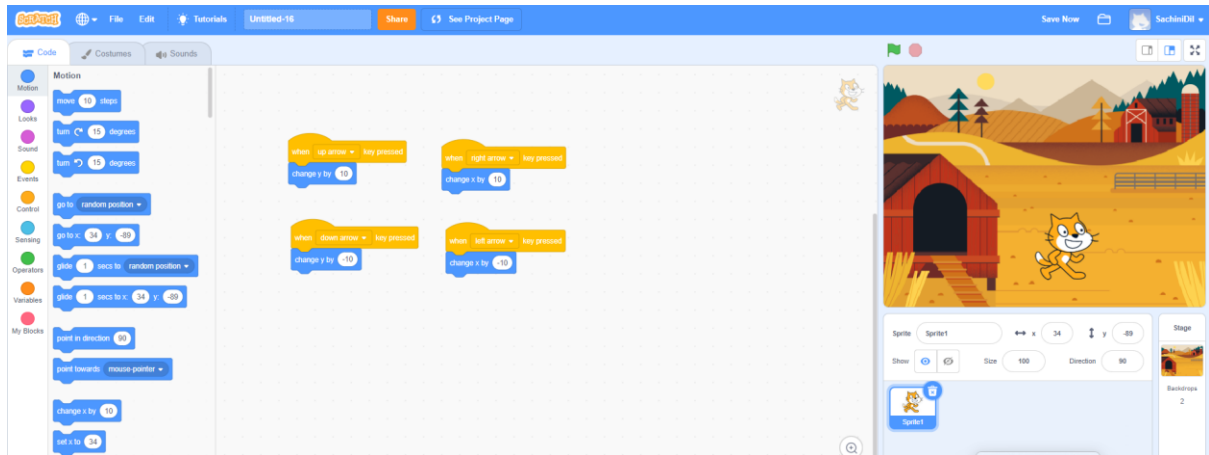 SCRATCH File Edit Tutorials Untitled-16 Share See Project Page Save Now SachiniDil
Code Costumes Sounds
Motion
Looks
Sound
Events
Control
Sensing
Operators
Variables
My Blocks
Motion
move 10 steps
turn 15 degrees
turn 15 degrees
go to random position
go to x: 34 y: -89
glide 1 secs to random position
glide 1 secs to x: 34 y: -89
point in direction 90
point towards mouse-pointer
change x by 10
set x to 34
when up arrow key pressed
change y by 10
when right arrow key pressed
change x by 10
when down arrow key pressed
change y by -10
when left arrow key pressed
change x by -10
Sprite Sprite1 x 34 y -89
Show Size 100 Direction 90
Sprite1
Stage
Backdrops
2